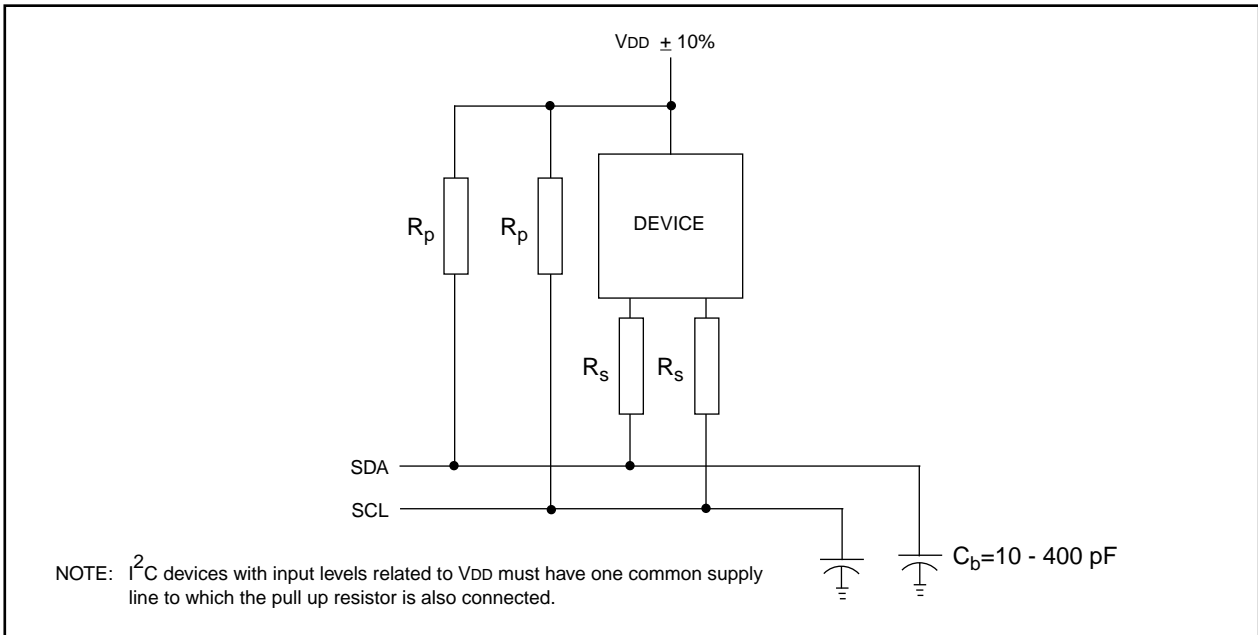 VDD ± 10%
Rp Rp
DEVICE
Rs Rs
SDA
SCL
Cb=10 - 400 pF
NOTE: I2C devices with input levels related to VDD must have one common supply
line to which the pull up resistor is also connected.